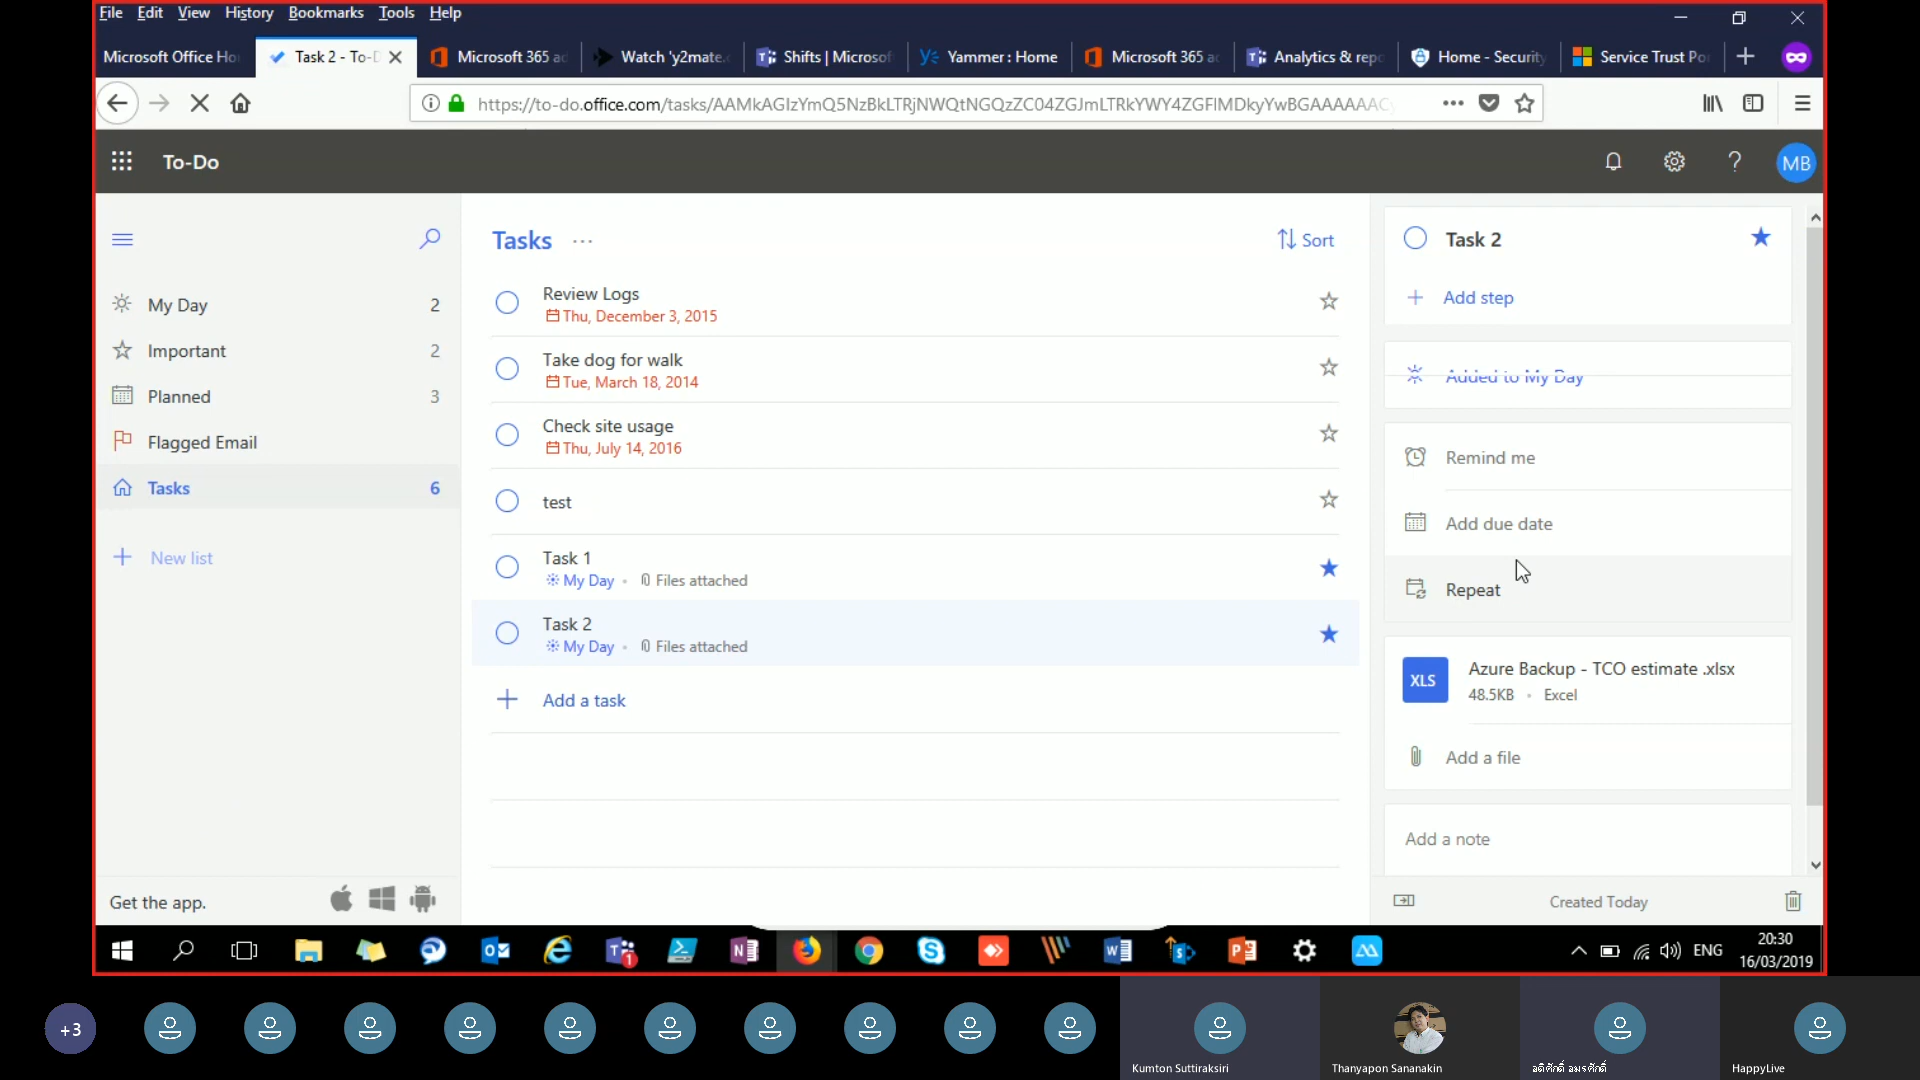 File Edit View History Bookmarks Tools Help
Microsoft Office Ho
Task 2 - To-D
Microsoft 365 ad
Watch 'y2mate.
Shifts | Microsof
Yammer : Home
Microsoft 365 a
Analytics & repo
Home - Security
Service Trust Po
https://to-do.office.com/tasks/AAMkAGIzYmQ5NzBkLTRjNWQtNGQzZC04ZGJmLTRkYWY4ZGFlMDkyYwBGAAAAAAC
To-Do
MB
My Day 2
Important 2
Planned 3
Flagged Email
Tasks 6
New list
Get the app.
Tasks
Sort
Review Logs
Thu, December 3, 2015
Take dog for walk
Tue, March 18, 2014
Check site usage
Thu, July 14, 2016
test
Task 1
My Day • Files attached
Task 2
My Day • Files attached
Add a task
Task 2
Add step
Added to My Day
Remind me
Add due date
Repeat
XLS
Azure Backup - TCO estimate .xlsx
48.5KB • Excel
Add a file
Add a note
Created Today
ENG
20:30
16/03/2019
+3
Kumton Suttiraksiri
Thanyapon Sananakin
HappyLive